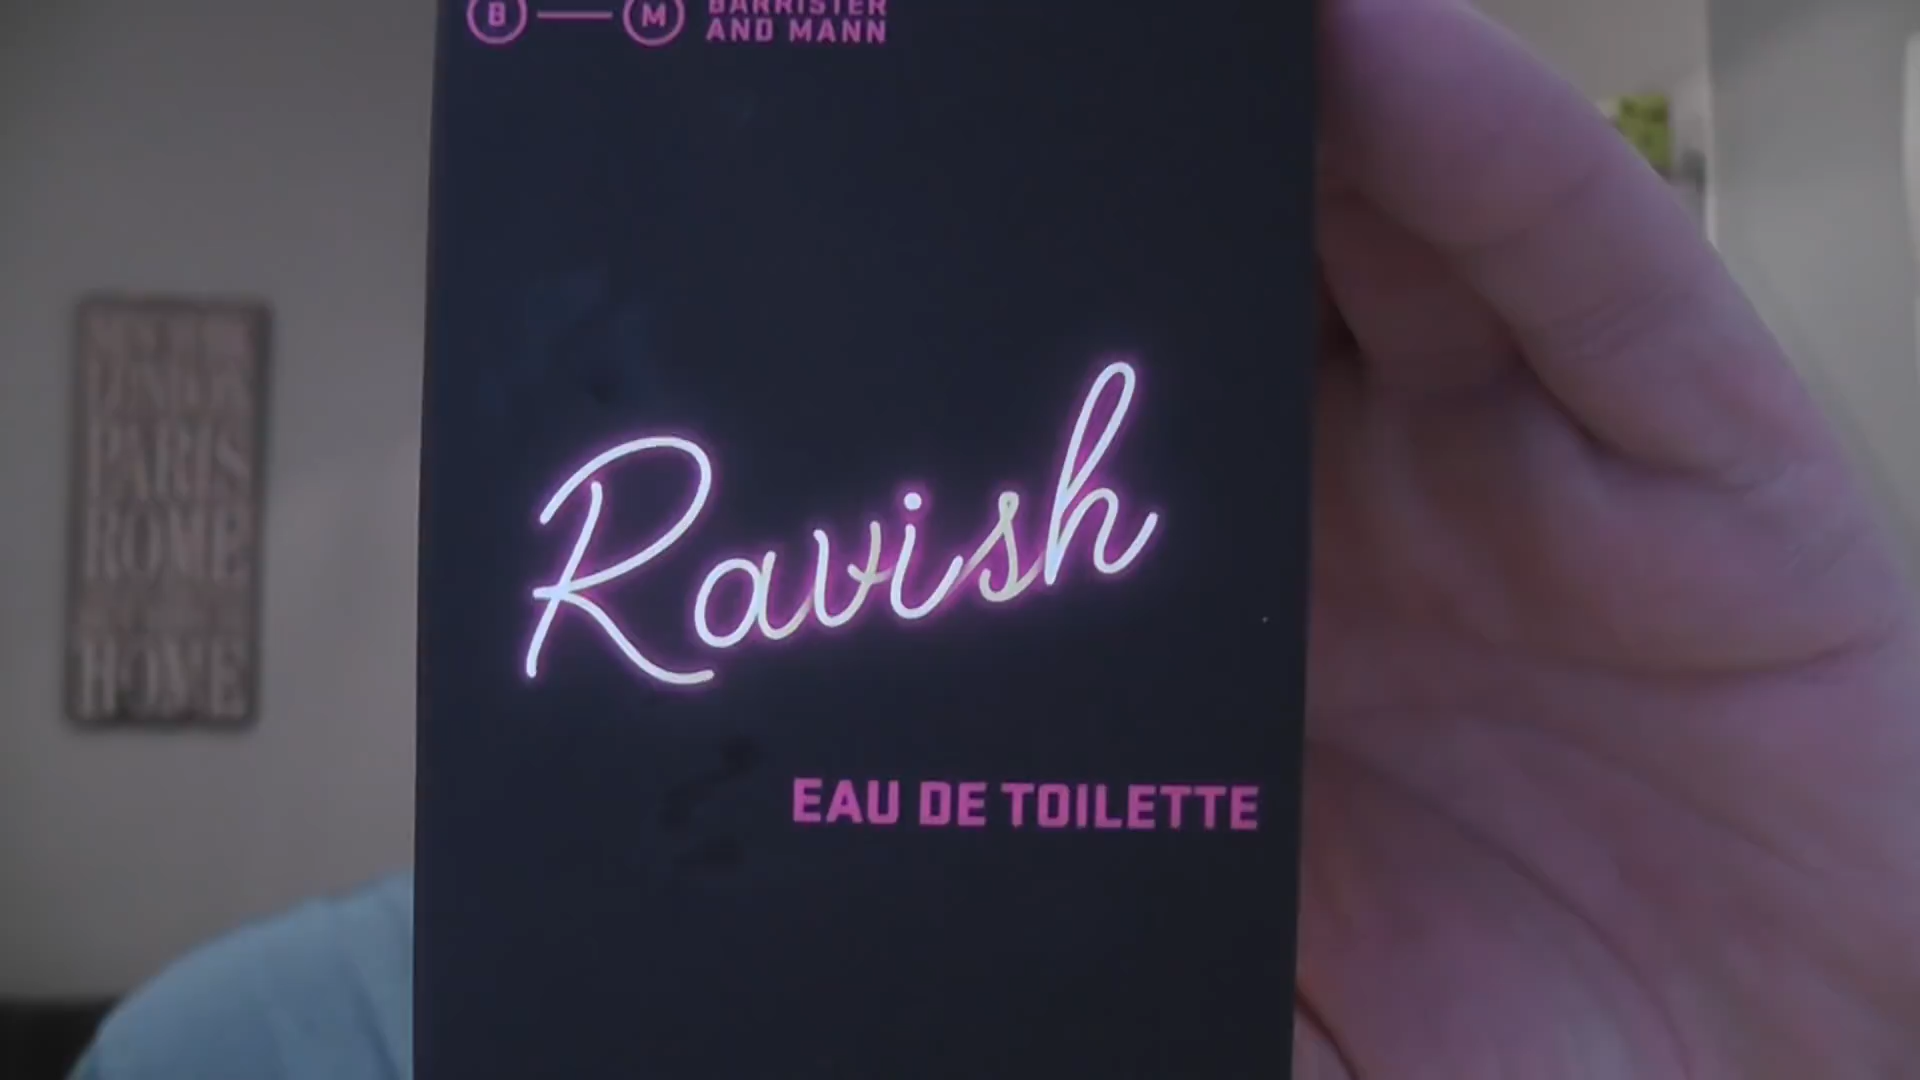 B M BARRISTER
AND MANN
Ravish
EAU DE TOILETTE
PARIS
ROME
HOME